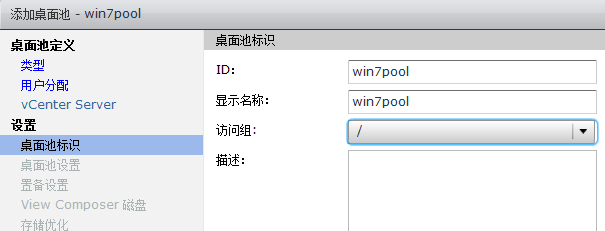 添加桌面池 - win7pool
桌面池定义
类型
用户分配
vCenter Server
设置
桌面池标识
桌面池设置
置备设置
View Composer 磁盘
存储优化
桌面池标识
ID: win7pool
显示名称: win7pool
访问组: /
描述: